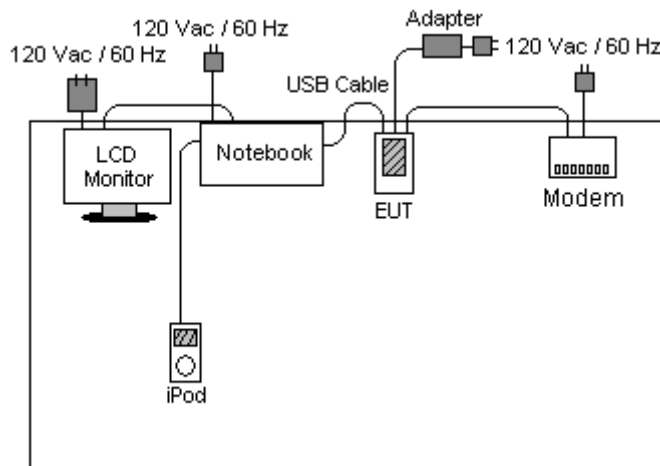 Adapter
120 Vac / 60 Hz
120 Vac / 60 Hz
120 Vac / 60 Hz
USB Cable
LCD
Monitor
Notebook
EUT
Modem
iPod